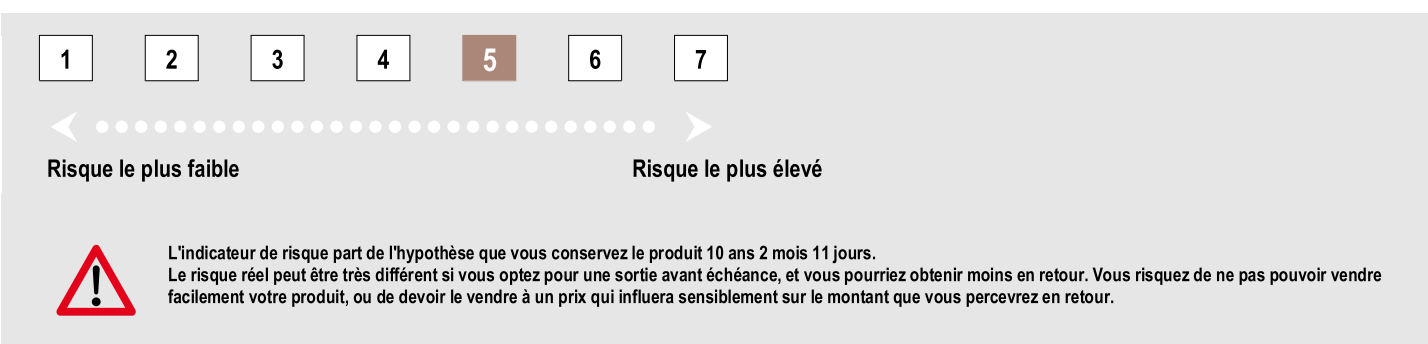 1 2 3 4 5 6 7
Risque le plus faible Risque le plus élevé
L'indicateur de risque part de l'hypothèse que vous conservez le produit 10 ans 2 mois 11 jours.
Le risque réel peut être très différent si vous optez pour une sortie avant échéance, et vous pourriez obtenir moins en retour. Vous risquez de ne pas pouvoir vendre
facilement votre produit, ou de devoir le vendre à un prix qui influera sensiblement sur le montant que vous percevrez en retour.